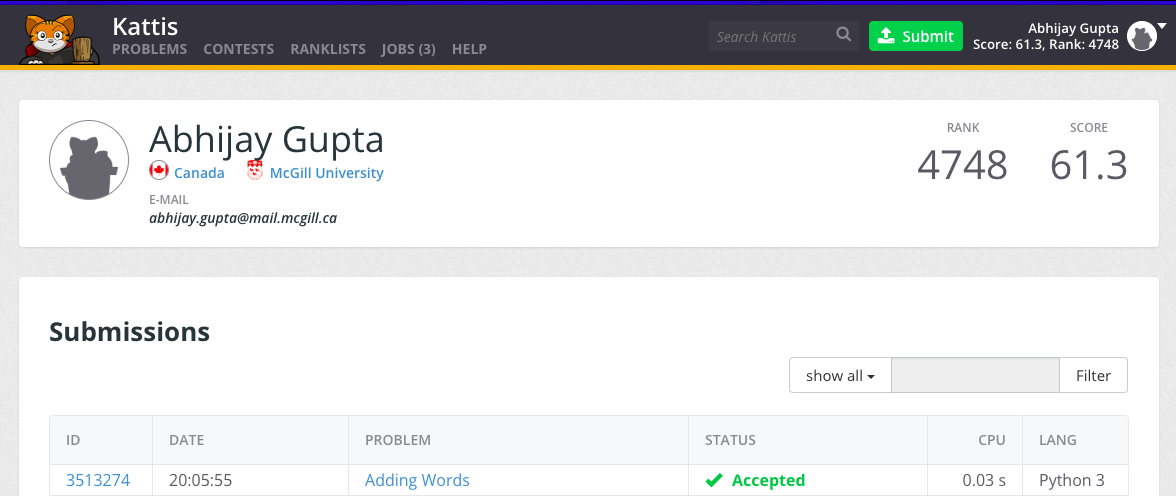 Kattis
PROBLEMS CONTESTS RANKLISTS JOBS (3) HELP
Search Kattis
Submit
Abhijay Gupta
Score: 61.3, Rank: 4748
Abhijay Gupta
Canada McGill University
E-MAIL
abhijay.gupta@mail.mcgill.ca
RANK SCORE
4748 61.3
Submissions
show all Filter
ID DATE PROBLEM STATUS CPU LANG
3513274 20:05:55 Adding Words Accepted 0.03 s Python 3